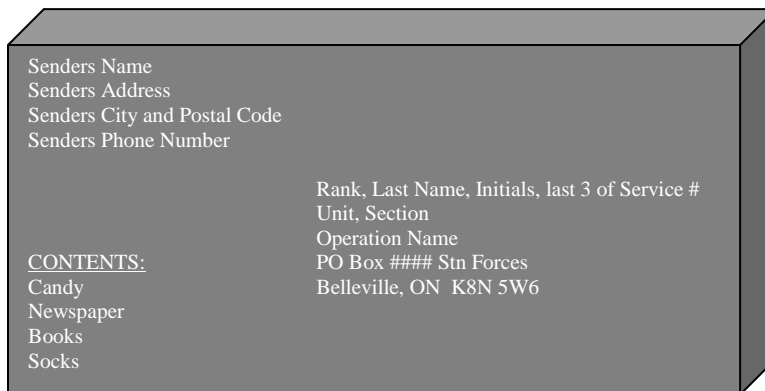 Senders Name
Senders Address
Senders City and Postal Code
Senders Phone Number
Rank, Last Name, Initials, last 3 of Service #
Unit, Section
Operation Name
PO Box #### Stn Forces
Belleville, ON  K8N 5W6
CONTENTS:
Candy
Newspaper
Books
Socks